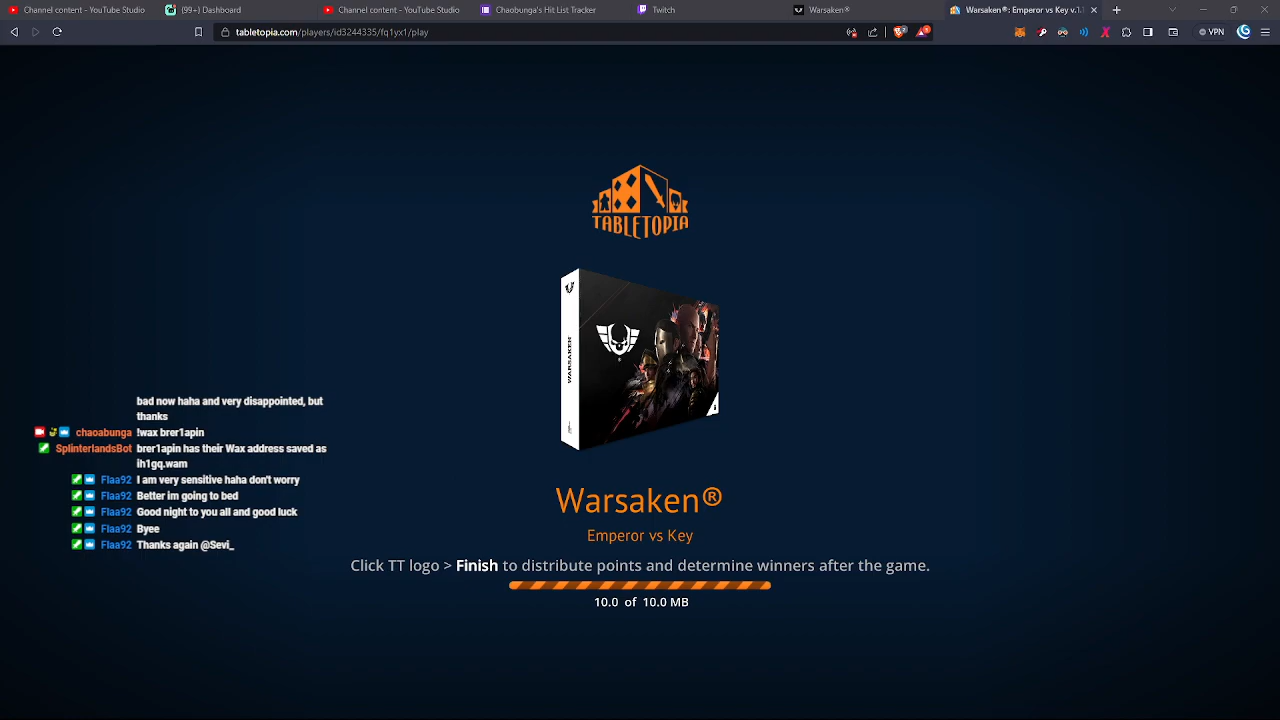 Channel content - YouTube Studio
(99+) Dashboard
Channel content - YouTube Studio
Chaobunga's Hit List Tracker
Twitch
Warsaken®
Warsaken®: Emperor vs Key v.1.1
tabletopia.com/players/id3244335/fq1yx1/play
VPN
TABLETOPIA
WARSAKEN
bad now haha and very disappointed, but
thanks
chaoabunga !wax brer1apin
SplinterlandsBot brer1apin has their Wax address saved as
ih1gq.wam
Flaa92 I am very sensitive haha don't worry
Flaa92 Better im going to bed
Flaa92 Good night to you all and good luck
Flaa92 Byee
Flaa92 Thanks again @Sevi_
Warsaken®
Emperor vs Key
Click TT logo > Finish to distribute points and determine winners after the game.
10.0 of 10.0 MB